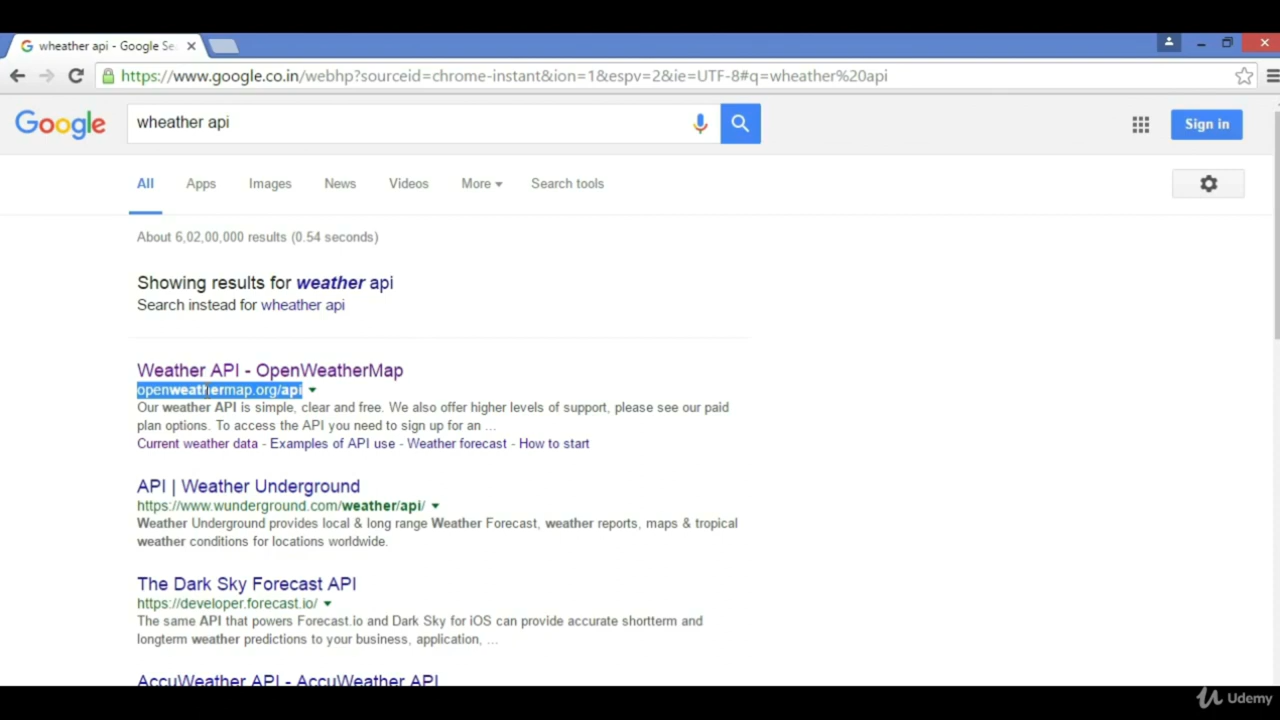 wheather api - Google Se
https://www.google.co.in/webhp?sourceid=chrome-instant&ion=1&espv=2&ie=UTF-8#q=wheather%20api
Google
wheather api
Sign in
All Apps Images News Videos More Search tools
About 6,02,00,000 results (0.54 seconds)
Showing results for weather api
Search instead for wheather api
Weather API - OpenWeatherMap
openweathermap.org/api
Our weather API is simple, clear and free. We also offer higher levels of support, please see our paid
plan options. To access the API you need to sign up for an ...
Current weather data - Examples of API use - Weather forecast - How to start
API | Weather Underground
https://www.wunderground.com/weather/api/
Weather Underground provides local & long range Weather Forecast, weather reports, maps & tropical
weather conditions for locations worldwide.
The Dark Sky Forecast API
https://developer.forecast.io/
The same API that powers Forecast.io and Dark Sky for iOS can provide accurate shortterm and
longterm weather predictions to your business, application, ...
AccuWeather API - AccuWeather API
Udemy